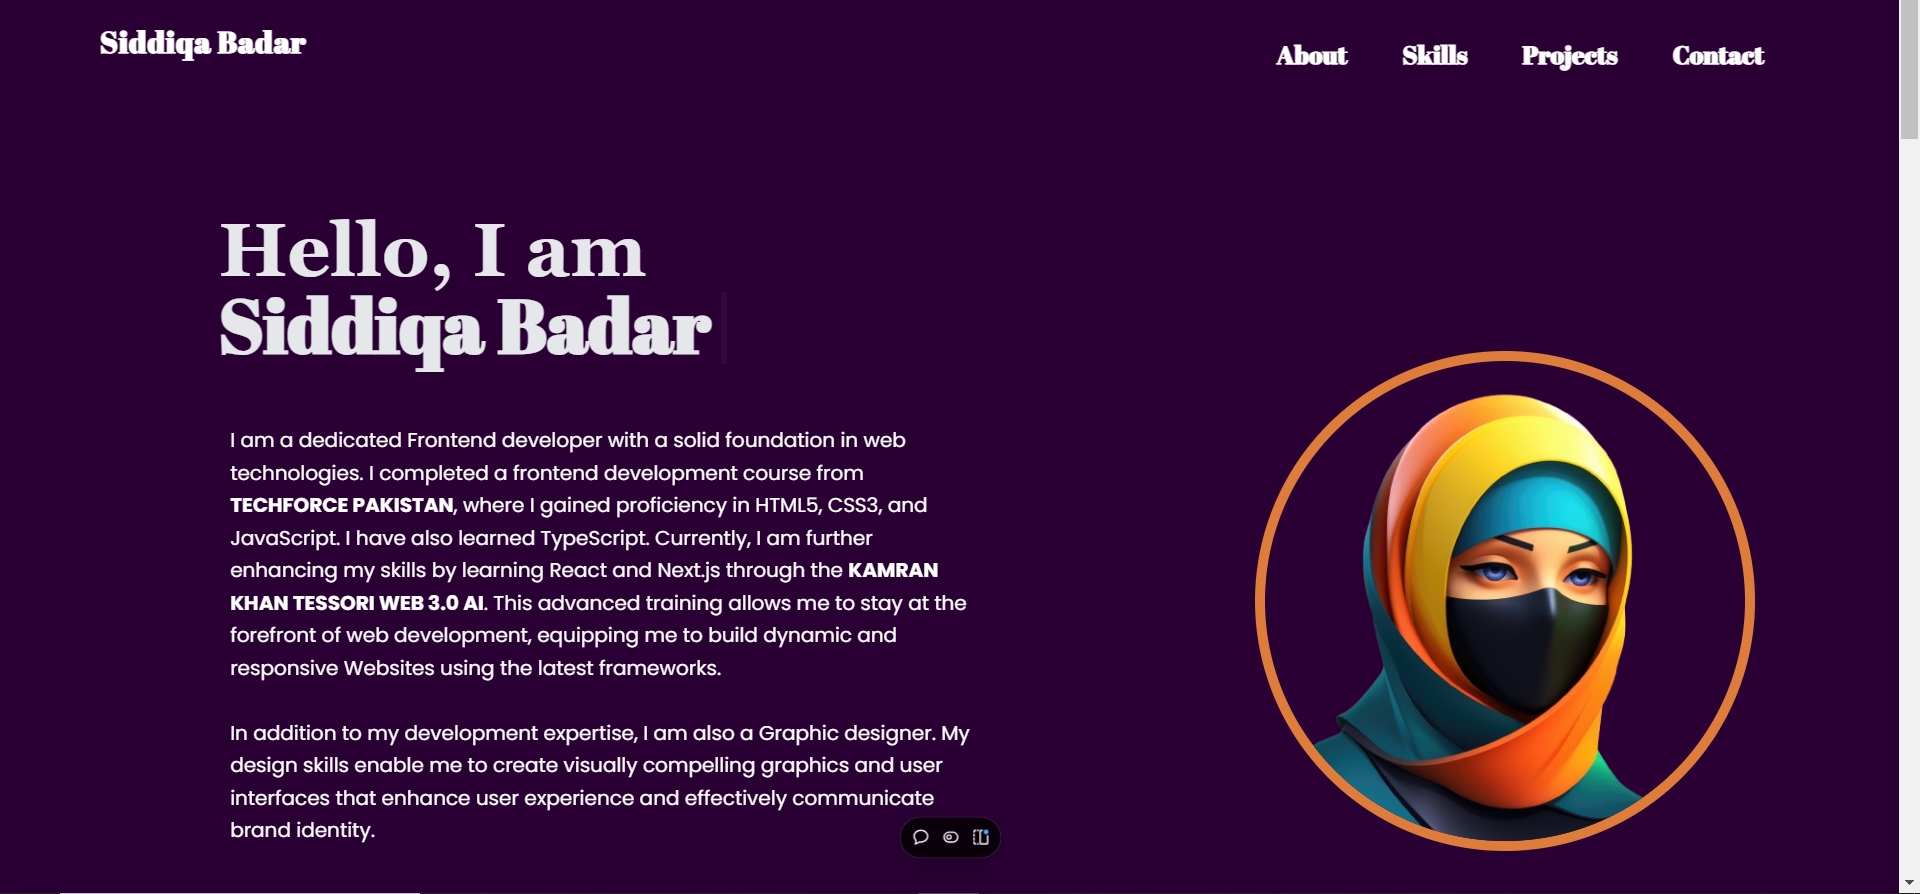 Siddiqa Badar
About Skills Projects Contact
Hello, I am
Siddiqa Badar
I am a dedicated Frontend developer with a solid foundation in web
technologies. I completed a frontend development course from
TECHFORCE PAKISTAN, where I gained proficiency in HTML5, CSS3, and
JavaScript. I have also learned TypeScript. Currently, I am further
enhancing my skills by learning React and Next.js through the KAMRAN
KHAN TESSORI WEB 3.0 AI. This advanced training allows me to stay at the
forefront of web development, equipping me to build dynamic and
responsive Websites using the latest frameworks.
In addition to my development expertise, I am also a Graphic designer. My
design skills enable me to create visually compelling graphics and user
interfaces that enhance user experience and effectively communicate
brand identity.